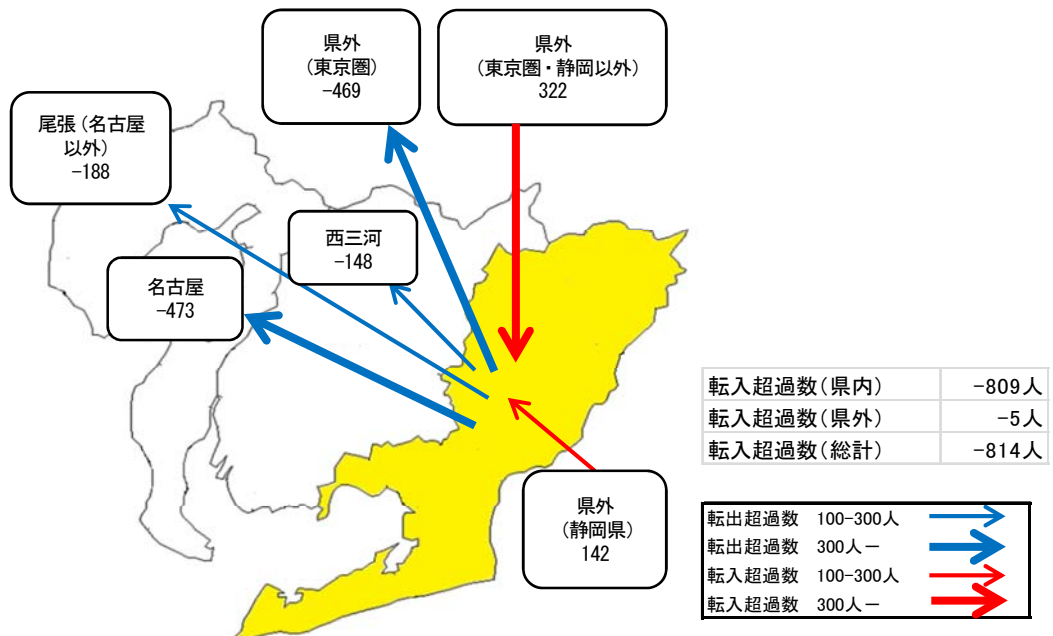 県外
(東京圏)
-469
県外
(東京圏・静岡以外)
322
尾張(名古屋
以外)
-188
西三河
-148
名古屋
-473
県外
(静岡県)
142
転入超過数(県内) -809人
転入超過数(県外) -5人
転入超過数(総計) -814人
転出超過数 100-300人
転出超過数 300人－
転入超過数 100-300人
転入超過数 300人－